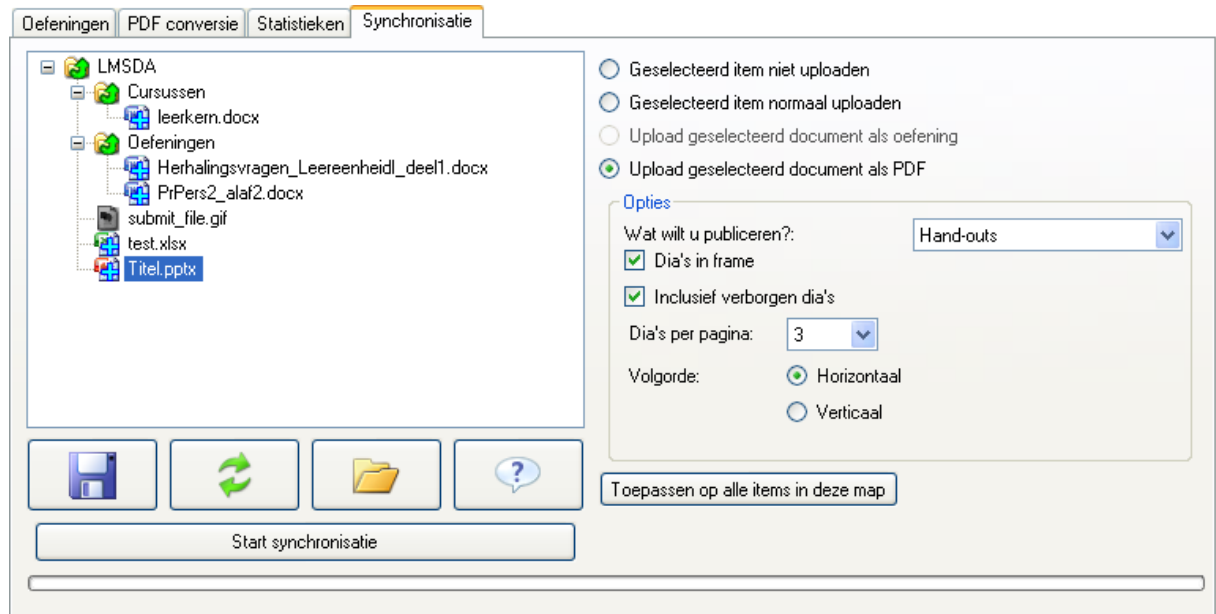 Oefeningen
PDF conversie
Statistieken
Synchronisatie
LMSDA
Cursussen
leerkern.docx
Oefeningen
Herhalingsvragen_Leereenheidl_deel1.docx
PrPers2_alaf2.docx
submit_file.gif
test.xlsx
Titel.pptx
Start synchronisatie
Geselecteerd item niet uploaden
Geselecteerd item normaal uploaden
Upload geselecteerd document als oefening
Upload geselecteerd document als PDF
Opties
Wat wilt u publiceren?: Hand-outs
Dia's in frame
Inclusief verborgen dia's
Dia's per pagina: 3
Volgorde: Horizontaal
Verticaal
Toepassen op alle items in deze map